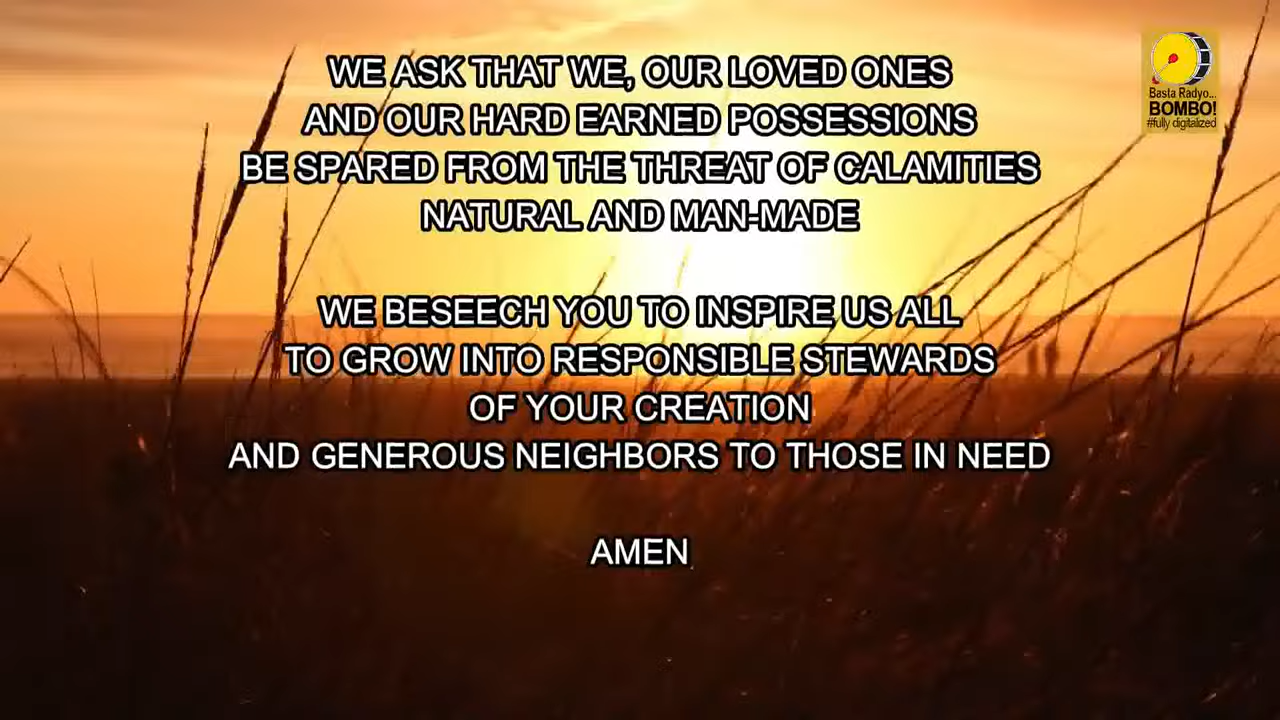 WE ASK THAT WE, OUR LOVED ONES
AND OUR HARD EARNED POSSESSIONS
BE SPARED FROM THE THREAT OF CALAMITIES
NATURAL AND MAN-MADE
WE BESEECH YOU TO INSPIRE US ALL
TO GROW INTO RESPONSIBLE STEWARDS
OF YOUR CREATION
AND GENEROUS NEIGHBORS TO THOSE IN NEED
AMEN
Basta Radyo...
BOMBO!
#fully digitalized